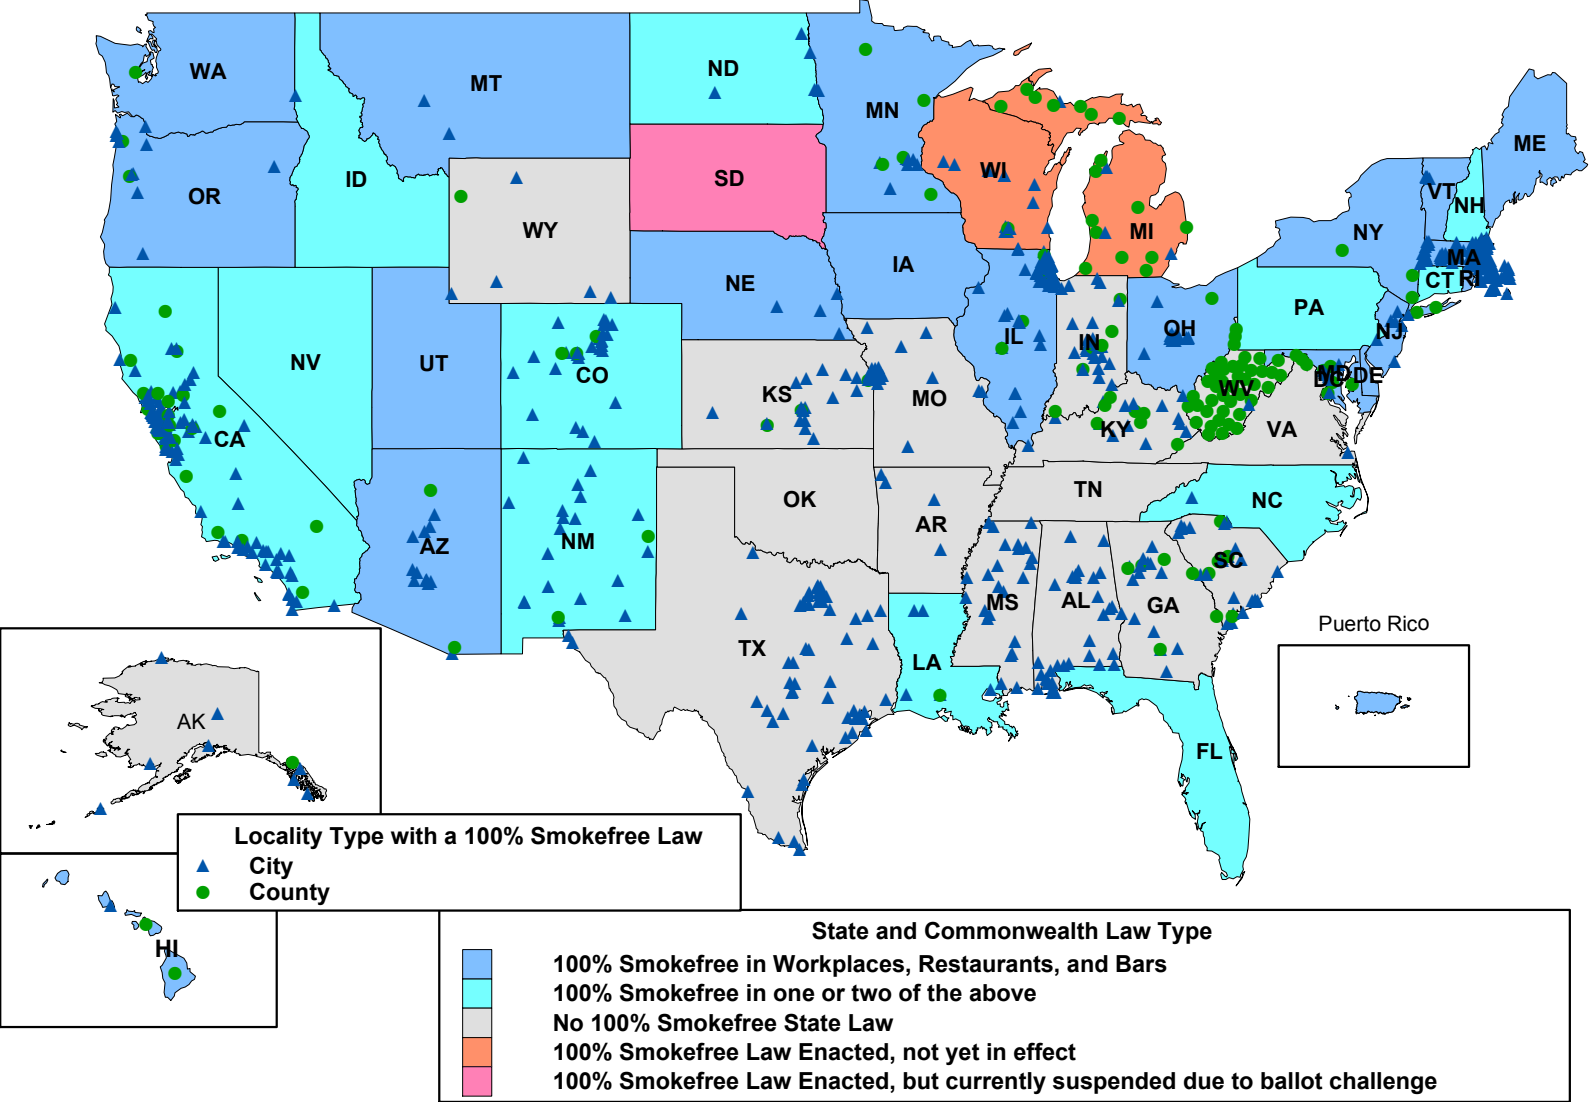 WA
MT
ND
MN
ME
SD
WI
ID
OR
VT
NH
WY
NY
MI
MA
IA
CT
RI
NE
PA
OH
NJ
IL
IN
NV
UT
CO
MD
DC
DE
WV
KS
MO
KY
VA
CA
TN
OK
NC
AR
AZ
NM
SC
MS
AL
GA
Puerto Rico
TX
LA
AK
FL
Locality Type with a 100% Smokefree Law
City
County
HI
State and Commonwealth Law Type
100% Smokefree in Workplaces, Restaurants, and Bars
100% Smokefree in one or two of the above
No 100% Smokefree State Law
100% Smokefree Law Enacted, not yet in effect
100% Smokefree Law Enacted, but currently suspended due to ballot challenge